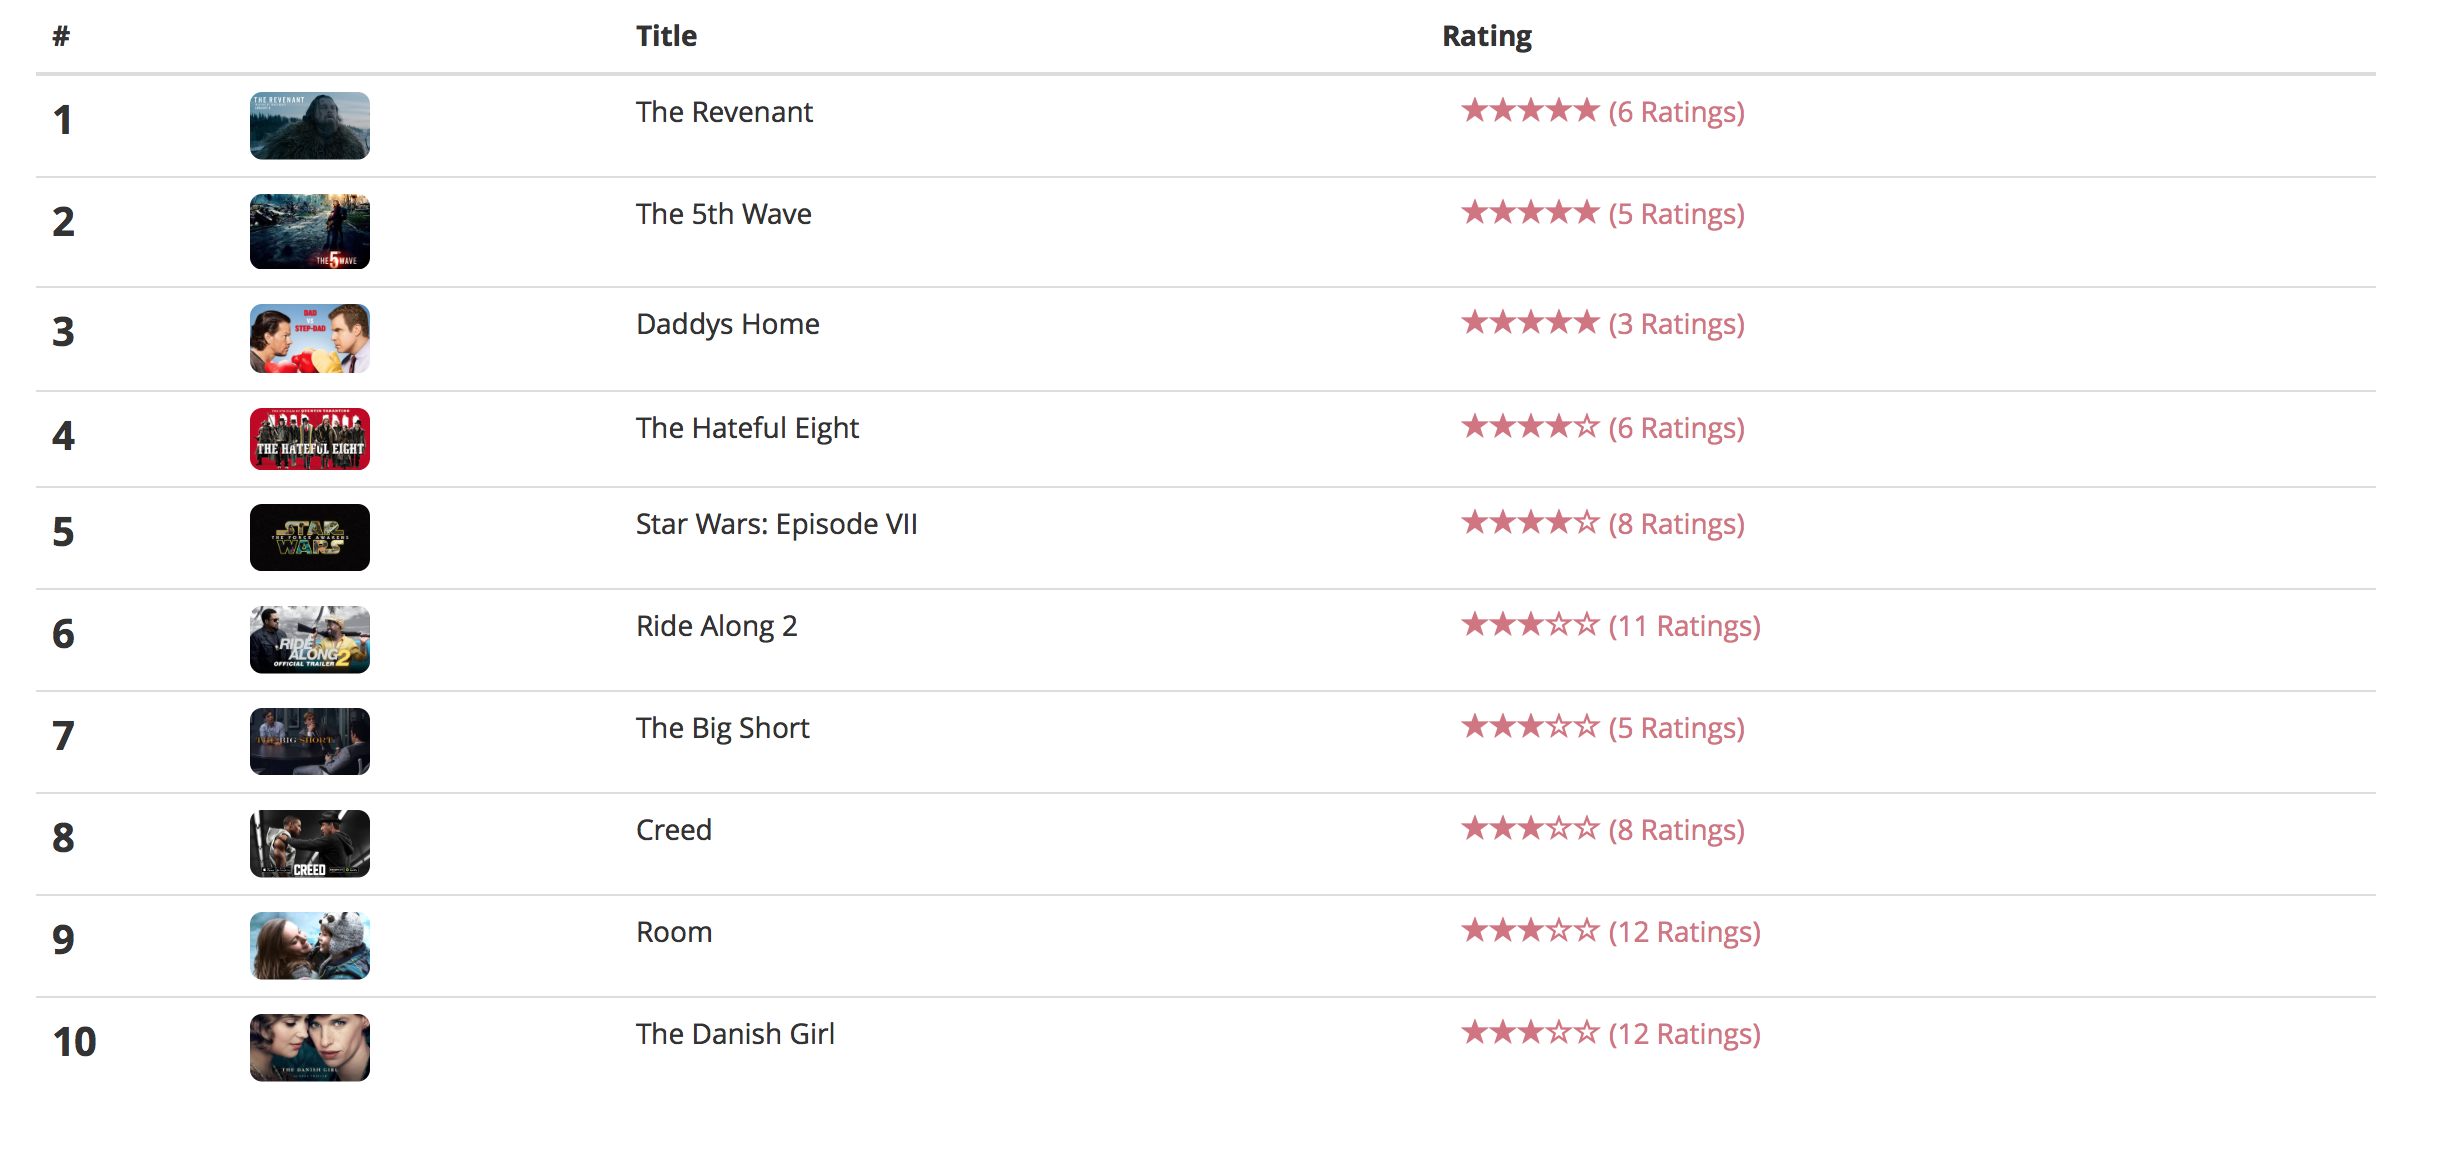 # Title Rating
1 THE REVENANT The Revenant ★★★★★ (6 Ratings)
2 THE 5 WAVE The 5th Wave ★★★★★ (5 Ratings)
3 DAD VS STEP-DAD Daddys Home ★★★★★ (3 Ratings)
4 THE HATEFUL EIGHT The Hateful Eight ★★★★☆ (6 Ratings)
5 STAR WARS THE FORCE AWAKENS Star Wars: Episode VII ★★★★☆ (8 Ratings)
6 RIDE ALONG 2 OFFICIAL TRAILER Ride Along 2 ★★★☆☆ (11 Ratings)
7 THE BIG SHORT The Big Short ★★★☆☆ (5 Ratings)
8 CREED Creed ★★★☆☆ (8 Ratings)
9 Room ★★★☆☆ (12 Ratings)
10 THE DANISH GIRL The Danish Girl ★★★☆☆ (12 Ratings)